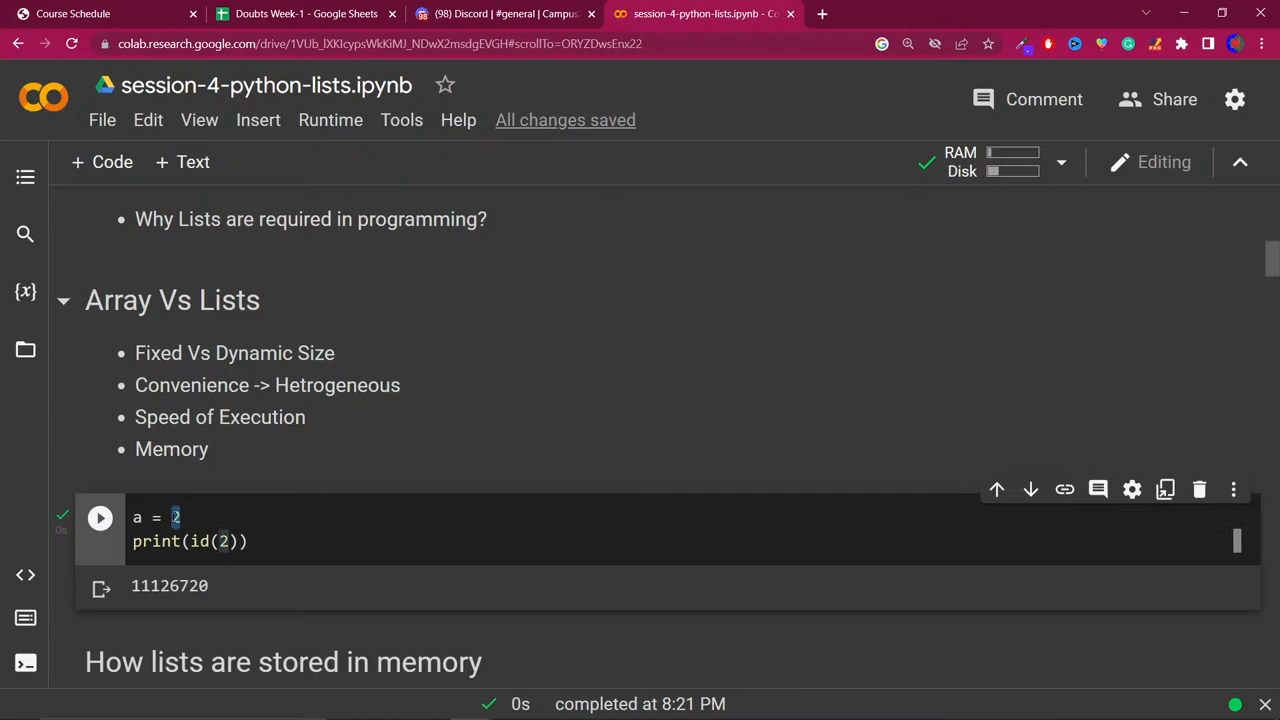 Course Schedule
Doubts Week-1 - Google Sheets
(98) Discord | #general | Campus
session-4-python-lists.ipynb - Co
colab.research.google.com/drive/1VUb_lXKIcypsWkKiMJ_NDwX2msdgEVGH#scrollTo=ORYZDwsEnx22
session-4-python-lists.ipynb
Comment
Share
File Edit View Insert Runtime Tools Help All changes saved
+ Code + Text
RAM
Disk
Editing
• Why Lists are required in programming?
{x}
Array Vs Lists
• Fixed Vs Dynamic Size
• Convenience -> Hetrogeneous
• Speed of Execution
• Memory
a = 2
0s
print(id(2))
11126720
How lists are stored in memory
0s completed at 8:21 PM